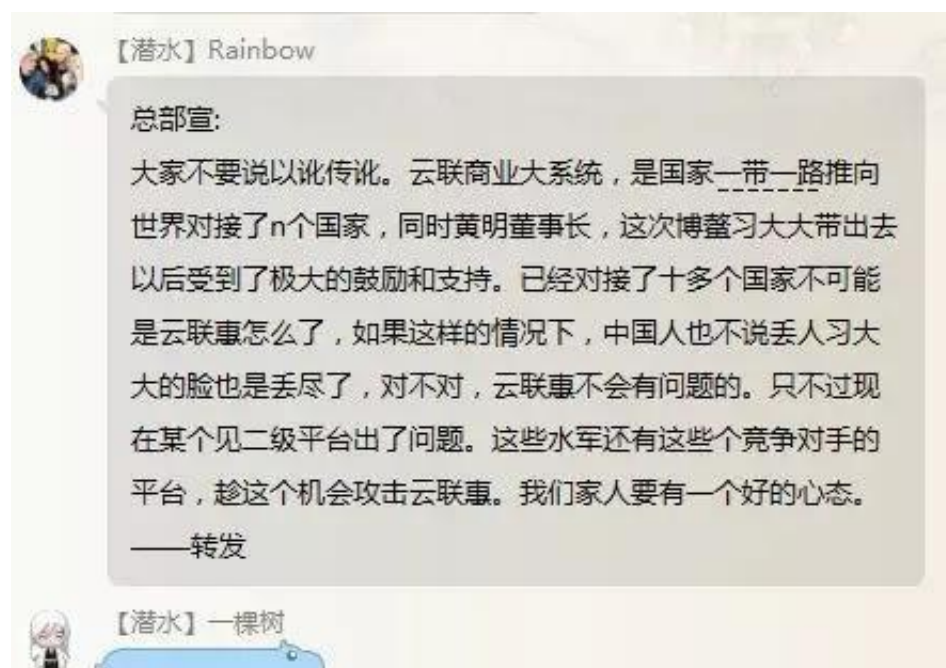 【潜水】Rainbow
总部宣:
大家不要说以讹传讹。云联商业大系统，是国家一带一路推向
世界对接了n个国家，同时黄明董事长，这次博螯习大大带出去
以后受到了极大的鼓励和支持。已经对接了十多个国家不可能
是云联惠怎么了，如果这样的情况下，中国人也不说丢人习大
大的脸也是丢尽了，对不对，云联惠不会有问题的。只不过现
在某个见二级平台出了问题。这些水军还有这些个竞争对手的
平台，趁这个机会攻击云联惠。我们家人要有一个好的心态。
——转发
【潜水】一棵树